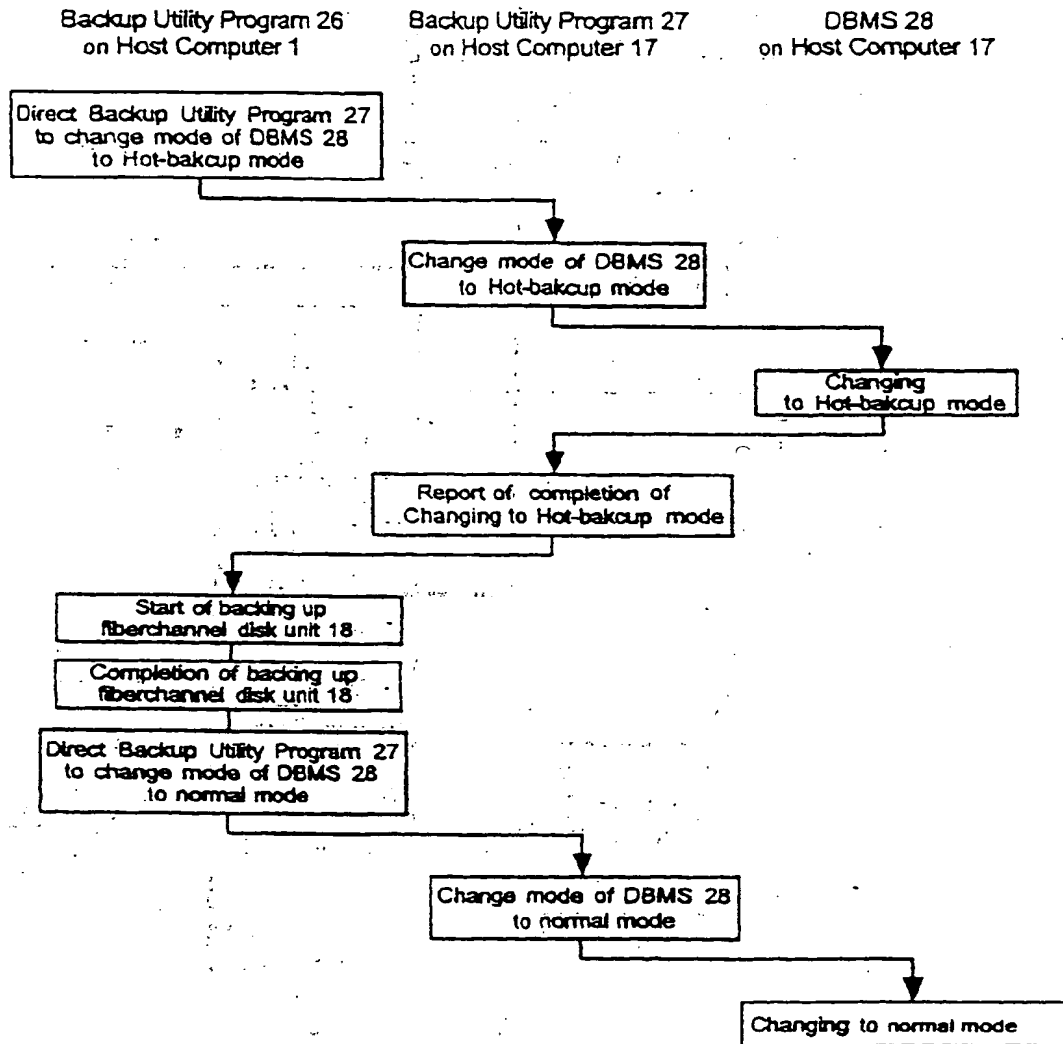 Backup Utility Program 26
on Host Computer 1
Backup Utility Program 27
on Host Computer 17
DBMS 28
on Host Computer 17
Direct Backup Utility Program 27
to change mode of DBMS 28
to Hot-bakcup mode
Change mode of DBMS 28
to Hot-bakcup mode
Changing
to Hot-bakcup mode
Report of completion of
Changing to Hot-bakcup mode
Start of backing up
fiberchannel disk unit 18
Completion of backing up
fiberchannel disk unit 18
Direct Backup Utility Program 27
to change mode of DBMS 28
to normal mode
Change mode of DBMS 28
to normal mode
Changing to normal mode